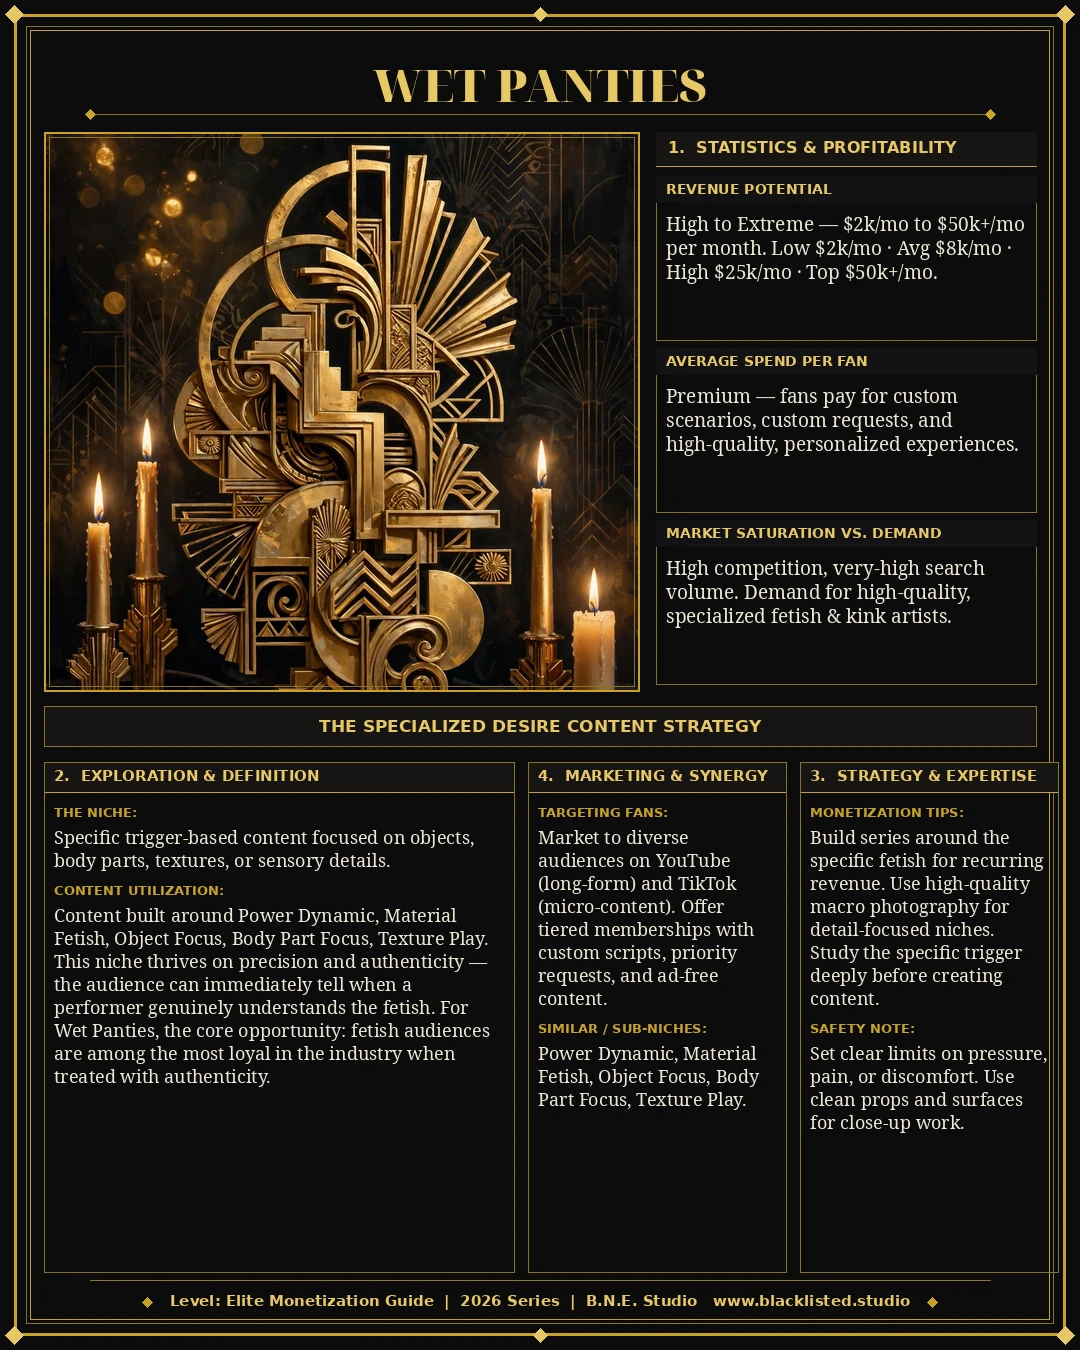 WET PANTIES
1. STATISTICS & PROFITABILITY
REVENUE POTENTIAL
High to Extreme — $2k/mo to $50k+/mo
per month. Low $2k/mo · Avg $8k/mo ·
High $25k/mo · Top $50k+/mo.
AVERAGE SPEND PER FAN
Premium — fans pay for custom
scenarios, custom requests, and
high-quality, personalized experiences.
MARKET SATURATION VS. DEMAND
High competition, very-high search
volume. Demand for high-quality,
specialized fetish & kink artists.
THE SPECIALIZED DESIRE CONTENT STRATEGY
2. EXPLORATION & DEFINITION
THE NICHE:
Specific trigger-based content focused on objects,
body parts, textures, or sensory details.
CONTENT UTILIZATION:
Content built around Power Dynamic, Material
Fetish, Object Focus, Body Part Focus, Texture Play.
This niche thrives on precision and authenticity —
the audience can immediately tell when a
performer genuinely understands the fetish. For
Wet Panties, the core opportunity: fetish audiences
are among the most loyal in the industry when
treated with authenticity.
4. MARKETING & SYNERGY
TARGETING FANS:
Market to diverse
audiences on YouTube
(long-form) and TikTok
(micro-content). Offer
tiered memberships with
custom scripts, priority
requests, and ad-free
content.
SIMILAR / SUB-NICHES:
Power Dynamic, Material
Fetish, Object Focus, Body
Part Focus, Texture Play.
3. STRATEGY & EXPERTISE
MONETIZATION TIPS:
Build series around the
specific fetish for recurring
revenue. Use high-quality
macro photography for
detail-focused niches.
Study the specific trigger
deeply before creating
content.
SAFETY NOTE:
Set clear limits on pressure,
pain, or discomfort. Use
clean props and surfaces
for close-up work.
Level: Elite Monetization Guide | 2026 Series | B.N.E. Studio www.blacklisted.studio